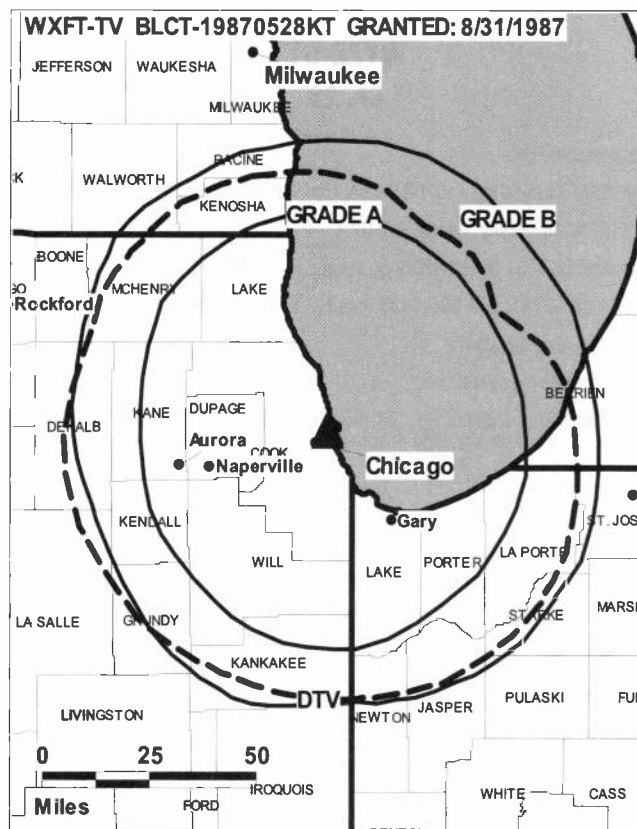 WXFT-TV BLCT-19870528KT GRANTED: 8/31/1987
JEFFERSON
WAUKESHA
Milwaukee
MILWAUKEE
RACINE
WALWORTH
KENOSHA
GRADE A
GRADE B
BOONE
Rockford
MCHENRY
LAKE
BERRIEN
KANE
DUPAGE
DEKALB
Aurora
COOK
Naperville
Chicago
KENDALL
Gary
ST. JOS
WILL
LAKE
PORTER
LA PORTE
LA SALLE
GRUNDY
STARKE
MARS
KANKAKEE
DTV
NEWTON
JASPER
PULASKI
FU
LIVINGSTON
0 25 50
IROQUOIS
Miles
FORD
WHITE
CASS